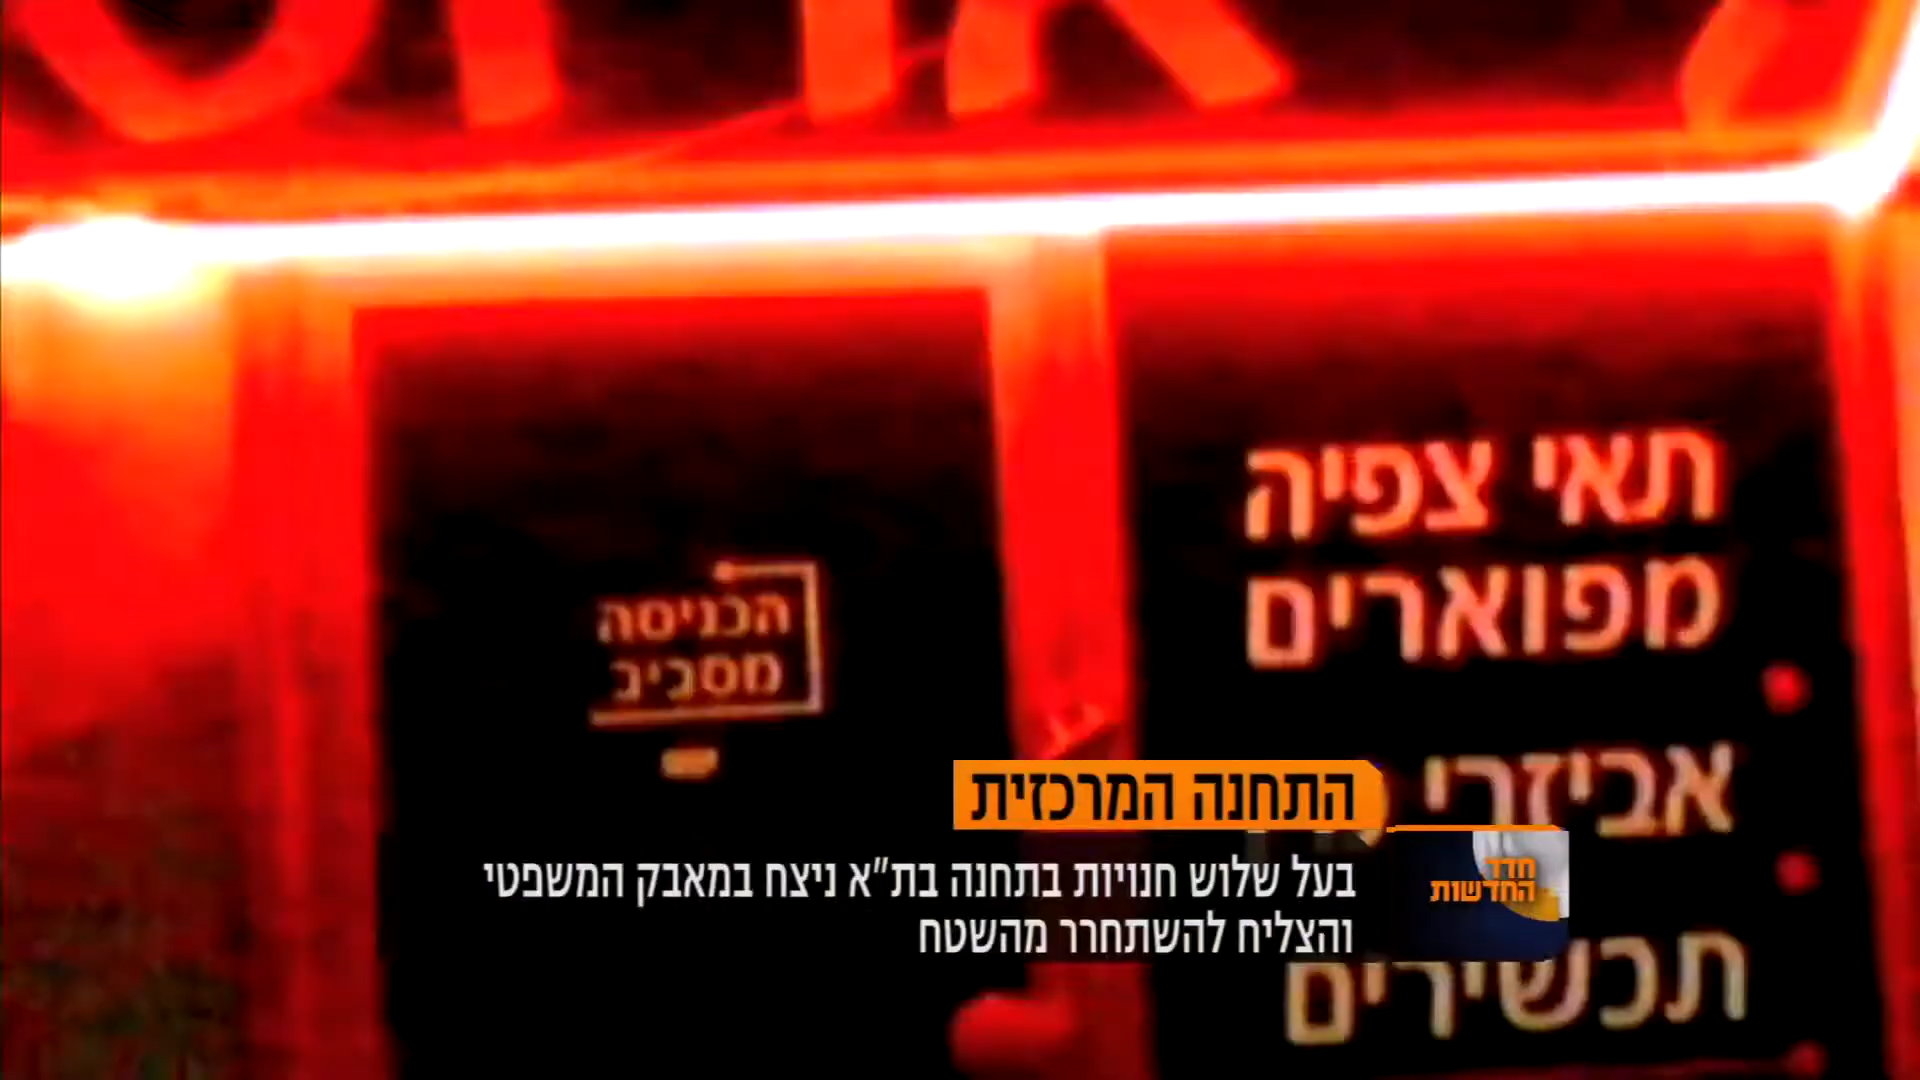 תאי צפיה
מפוארים
הכניסה
מסביב
אביזרי
תכשירים
התחנה המרכזית
בעל שלוש חנויות בתחנה בת"א ניצח במאבק המשפטי
והצליח להשתחרר מהשטח
חדר
החדשות